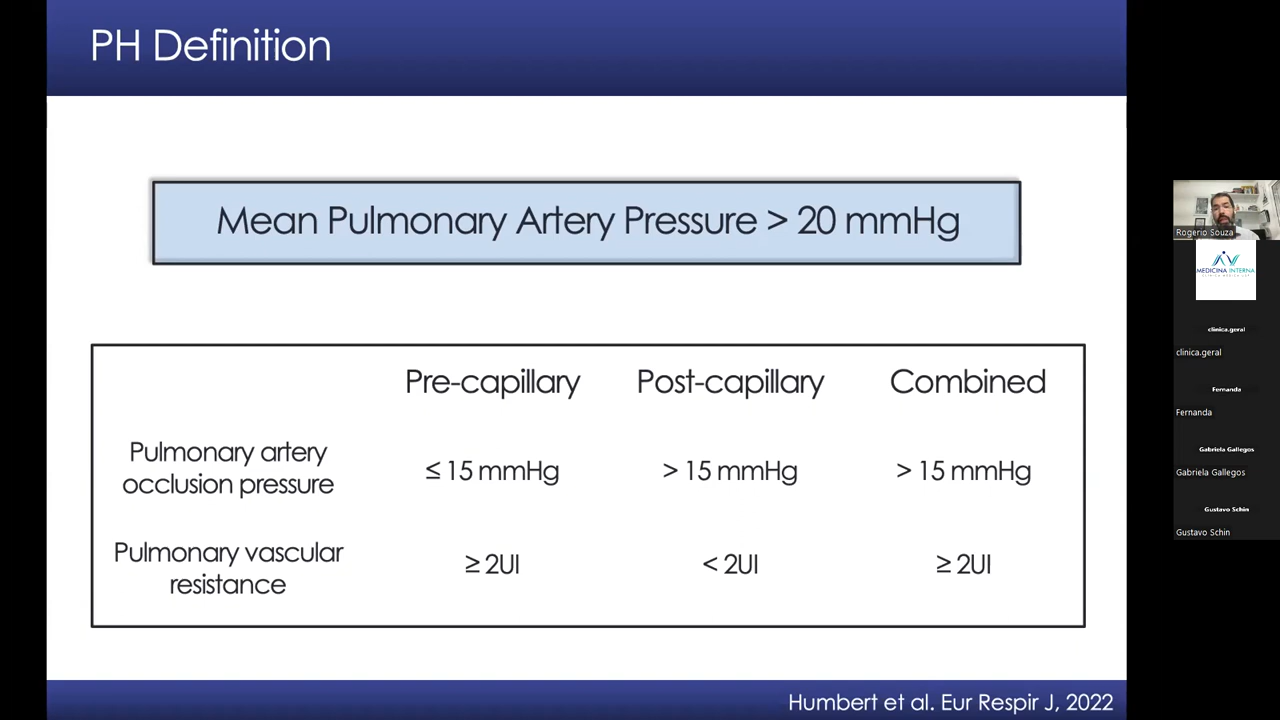 PH Definition
Mean Pulmonary Artery Pressure > 20 mmHg
Pre-capillary Post-capillary Combined
Pulmonary artery
occlusion pressure
≤ 15 mmHg > 15 mmHg > 15 mmHg
Pulmonary vascular
resistance
≥ 2UI < 2UI ≥ 2UI
Humbert et al. Eur Respir J, 2022
Rogerio Souza
MEDICINA INTERNA
clinica.geral
clinica.geral
Fernanda
Fernanda
Gabriela Gallegos
Gabriela Gallegos
Gustavo Schin
Gustavo Schin